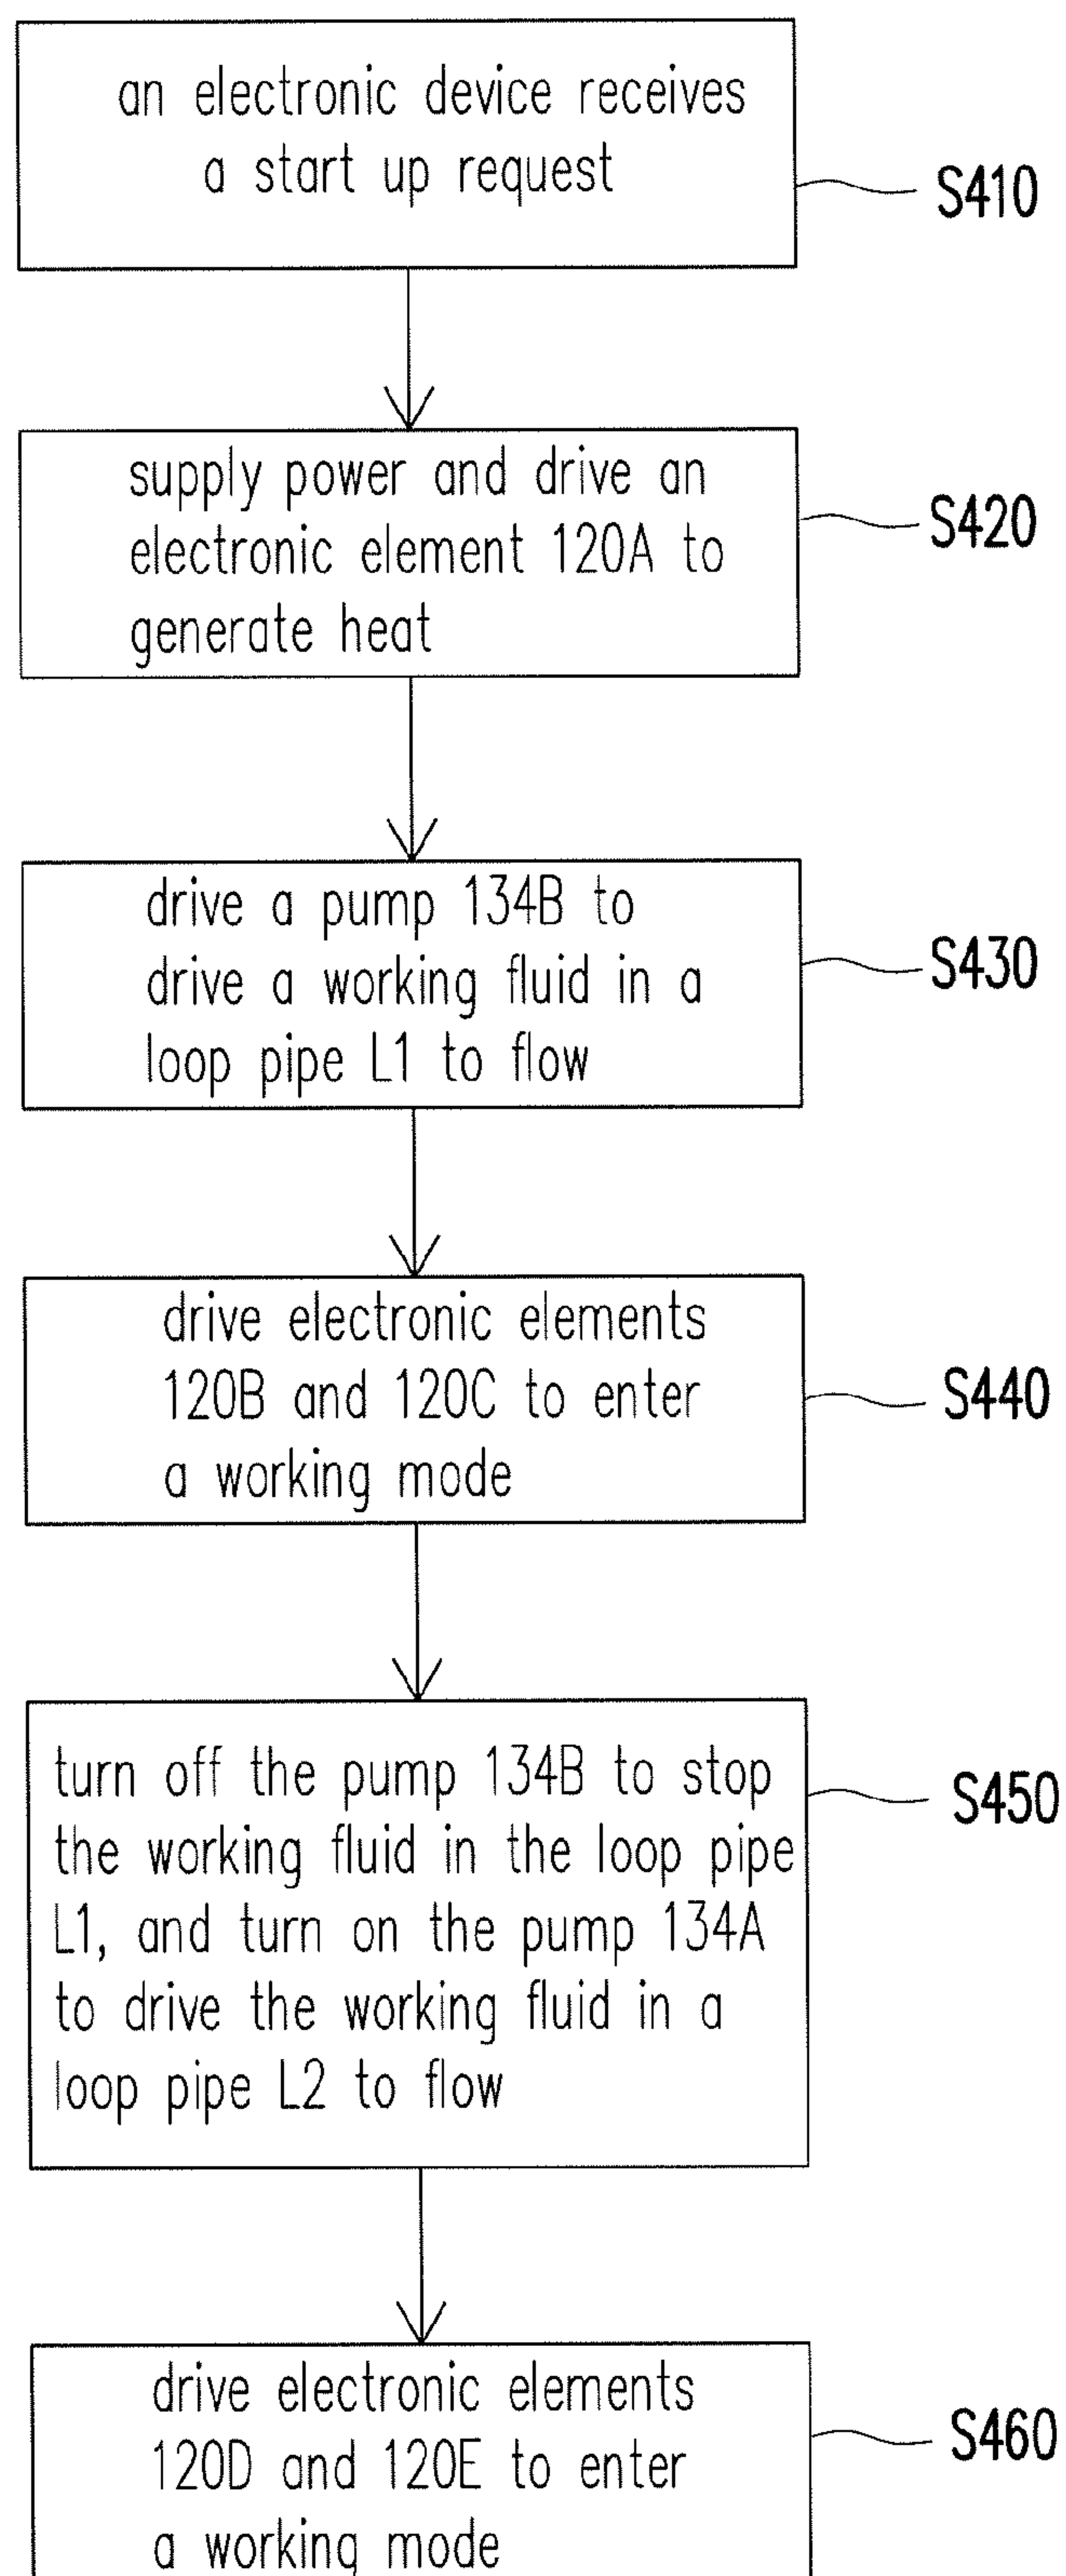 an electronic device receives
a start up request
S410
supply power and drive an
electronic element 120A to
generate heat
S420
drive a pump 134B to
drive a working fluid in a
loop pipe L1 to flow
S430
drive electronic elements
120B and 120C to enter
a working mode
S440
turn off the pump 134B to stop
the working fluid in the loop pipe
L1, and turn on the pump 134A
to drive the working fluid in a
loop pipe L2 to flow
S450
drive electronic elements
120D and 120E to enter
a working mode
S460